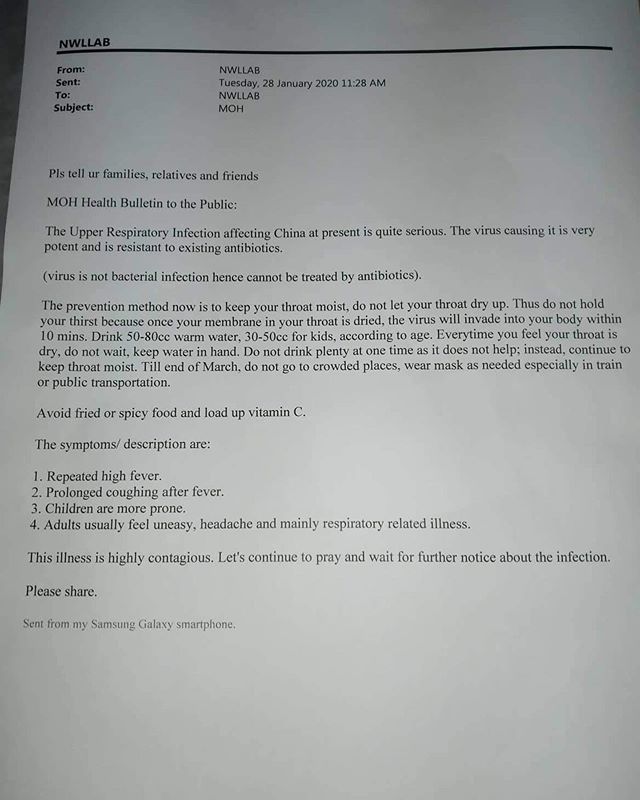 NWLLAB
From: NWLLAB
Sent: Tuesday, 28 January 2020 11:28 AM
To: NWLLAB
Subject: MOH
Pls tell ur families, relatives and friends
MOH Health Bulletin to the Public:
The Upper Respiratory Infection affecting China at present is quite serious. The virus causing it is very
potent and is resistant to existing antibiotics.
(virus is not bacterial infection hence cannot be treated by antibiotics).
The prevention method now is to keep your throat moist, do not let your throat dry up. Thus do not hold
your thirst because once your membrane in your throat is dried, the virus will invade into your body within
10 mins. Drink 50-80cc warm water, 30-50cc for kids, according to age. Everytime you feel your throat is
dry, do not wait, keep water in hand. Do not drink plenty at one time as it does not help; instead, continue to
keep throat moist. Till end of March, do not go to crowded places, wear mask as needed especially in train
or public transportation.
Avoid fried or spicy food and load up vitamin C.
The symptoms/ description are:
1. Repeated high fever.
2. Prolonged coughing after fever.
3. Children are more prone.
4. Adults usually feel uneasy, headache and mainly respiratory related illness.
This illness is highly contagious. Let's continue to pray and wait for further notice about the infection.
Please share.
Sent from my Samsung Galaxy smartphone.